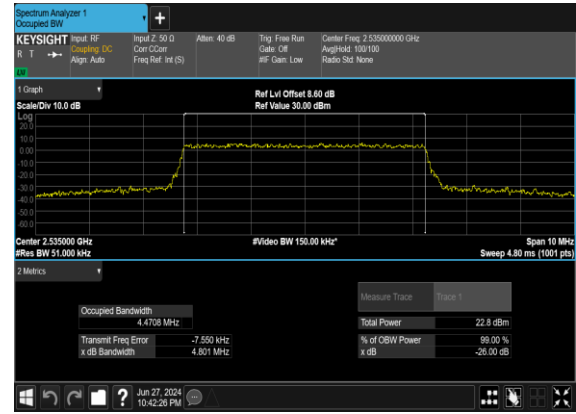 Spectrum Analyzer 1
Occupied BW
KEYSIGHT Input: RF Input Z: 50 Ω Atten: 40 dB Trig: Free Run Center Freq: 2.535000000 GHz
R T Coupling: DC Corr CCorr Gate: Off Avg|Hold: 100/100
Align: Auto Freq Ref: Int (S) #IF Gain: Low Radio Std: None
1 Graph
Ref Lvl Offset 8.60 dB
Scale/Div 10.0 dB Ref Value 30.00 dBm
Log
20.0
10.0
0.00
-10.0
-20.0
-30.0
-40.0
-50.0
-60.0
Center 2.535000 GHz #Video BW 150.00 kHz* Span 10 MHz
#Res BW 51.000 kHz Sweep 4.80 ms (1001 pts)
2 Metrics
Measure Trace Trace 1
Occupied Bandwidth
4.4708 MHz Total Power 22.8 dBm
Transmit Freq Error -7.550 kHz % of OBW Power 99.00 %
x dB Bandwidth 4.801 MHz x dB -26.00 dB
? Jun 27, 2024
10:42:26 PM